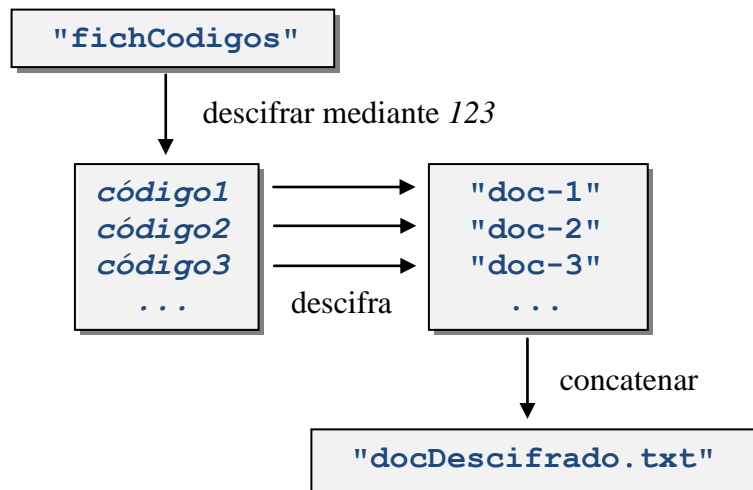 "fichCodigos"
descifrar mediante 123
código1
código2
código3
...
"doc-1"
"doc-2"
"doc-3"
...
descifra
concatenar
"docDescifrado.txt"